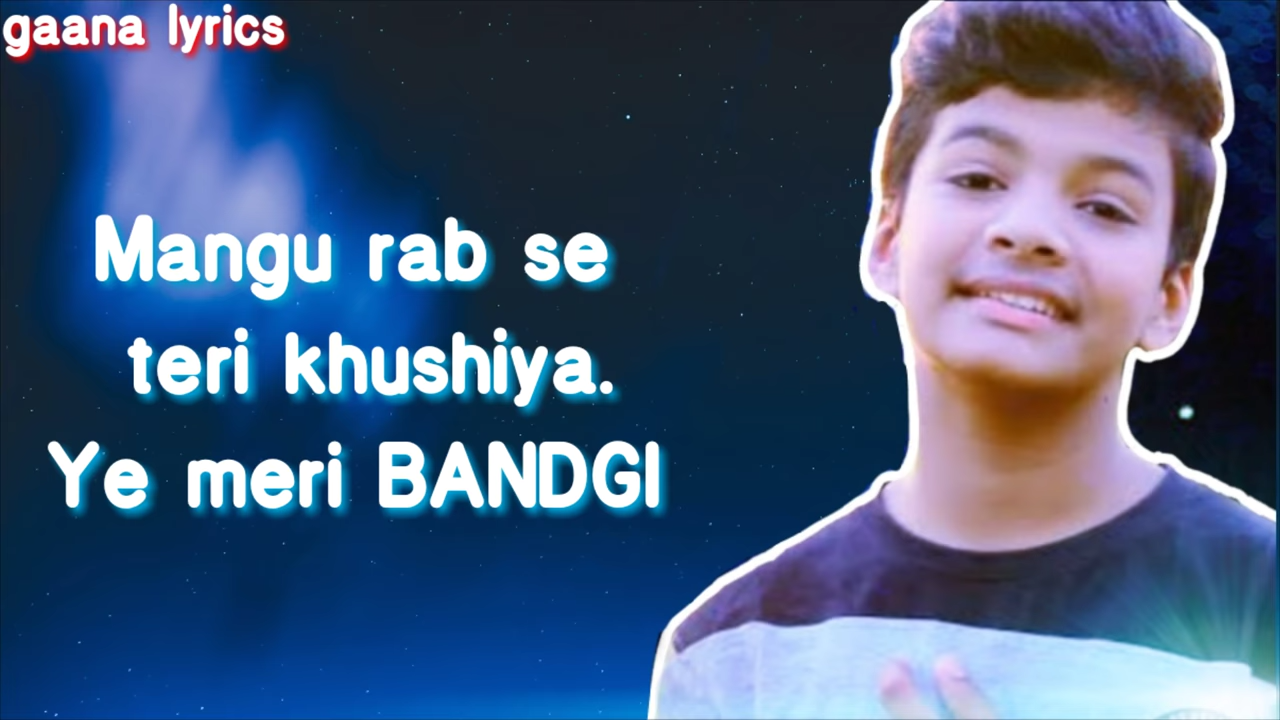 gaana lyrics
Mangu rab se
teri khushiya.
Ye meri BANDGI